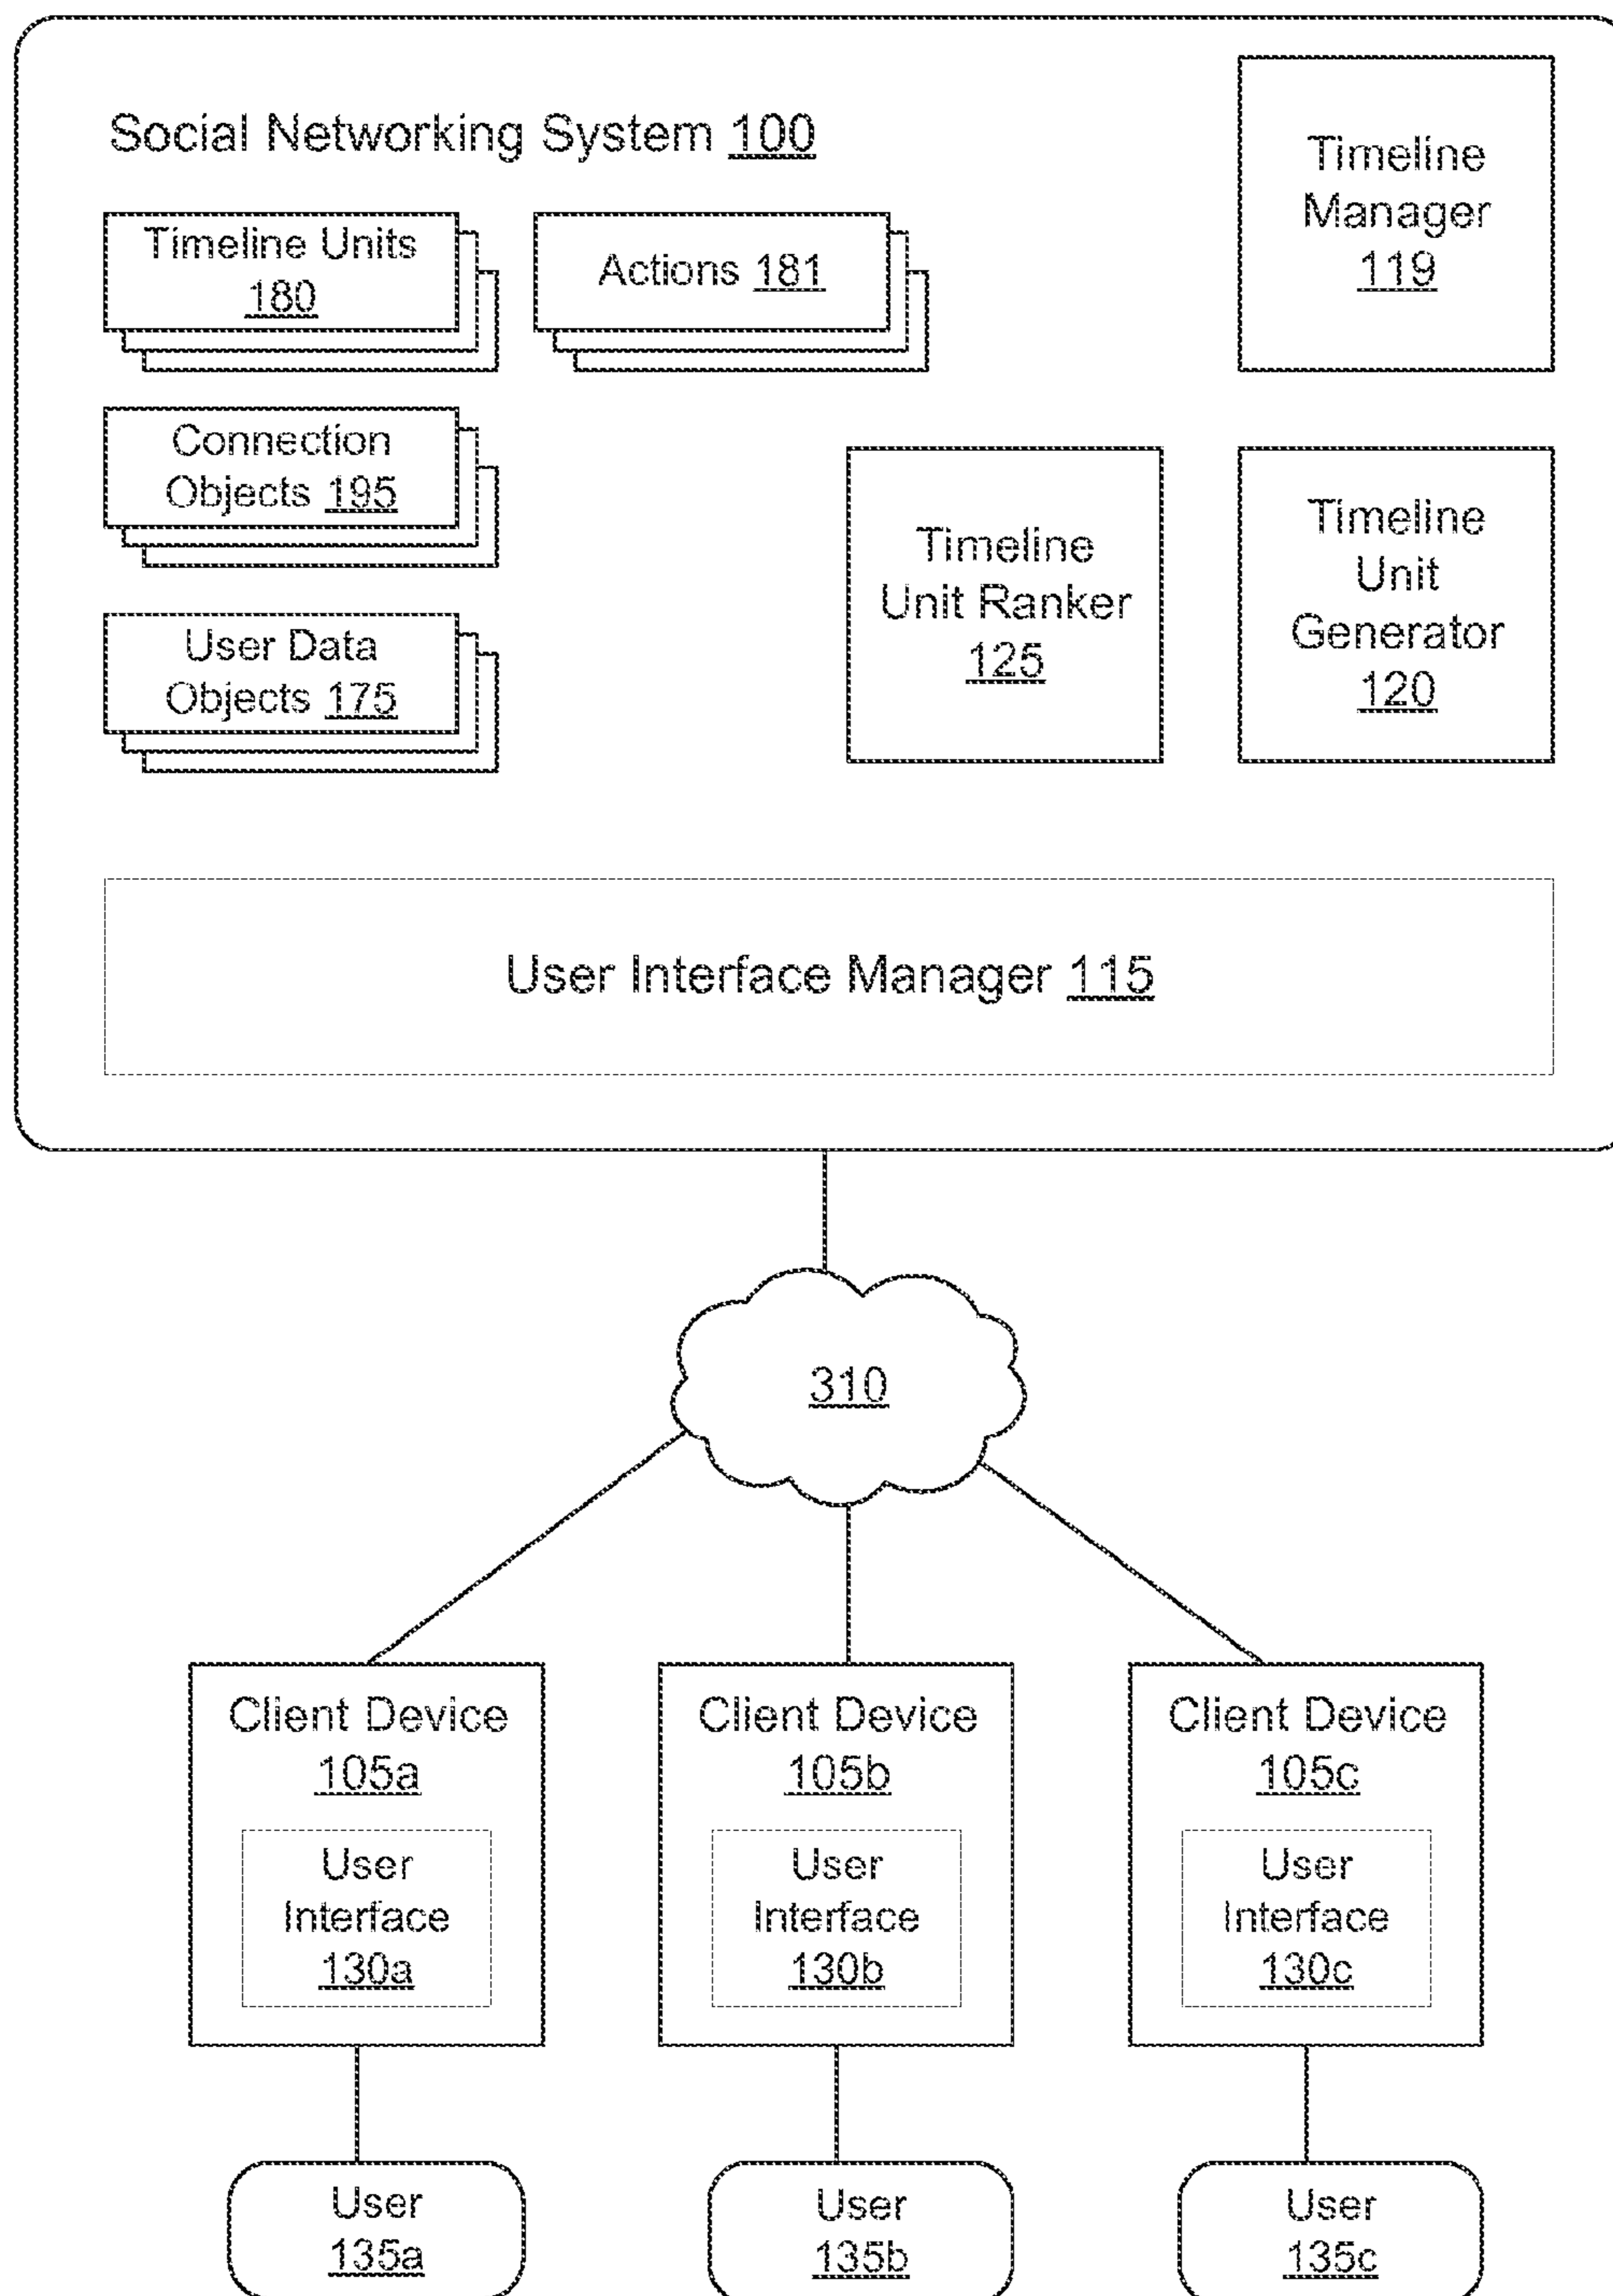 Social Networking System 100
Timeline
Manager
119
Timeline Units
180
Actions 181
Connection
Objects 195
Timeline
Unit Ranker
125
Timeline
Unit
Generator
120
User Data
Objects 175
User Interface Manager 115
310
Client Device
105a
User
Interface
130a
Client Device
105b
User
Interface
130b
Client Device
105c
User
Interface
130c
User
135a
User
135b
User
135c